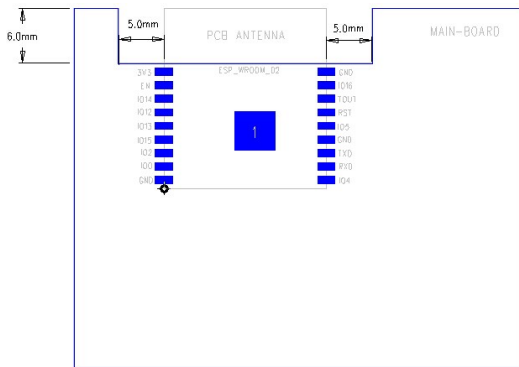 5.0mm
5.0mm
6.0mm
PCB ANTENNA
MAIN-BOARD
ESP_WROOM_02
3V3
EN
IO14
IO12
IO13
IO15
IO2
IO0
GND
1
GND
IO16
TOUT
RST
IO5
GND
TXD
RXD
IO4